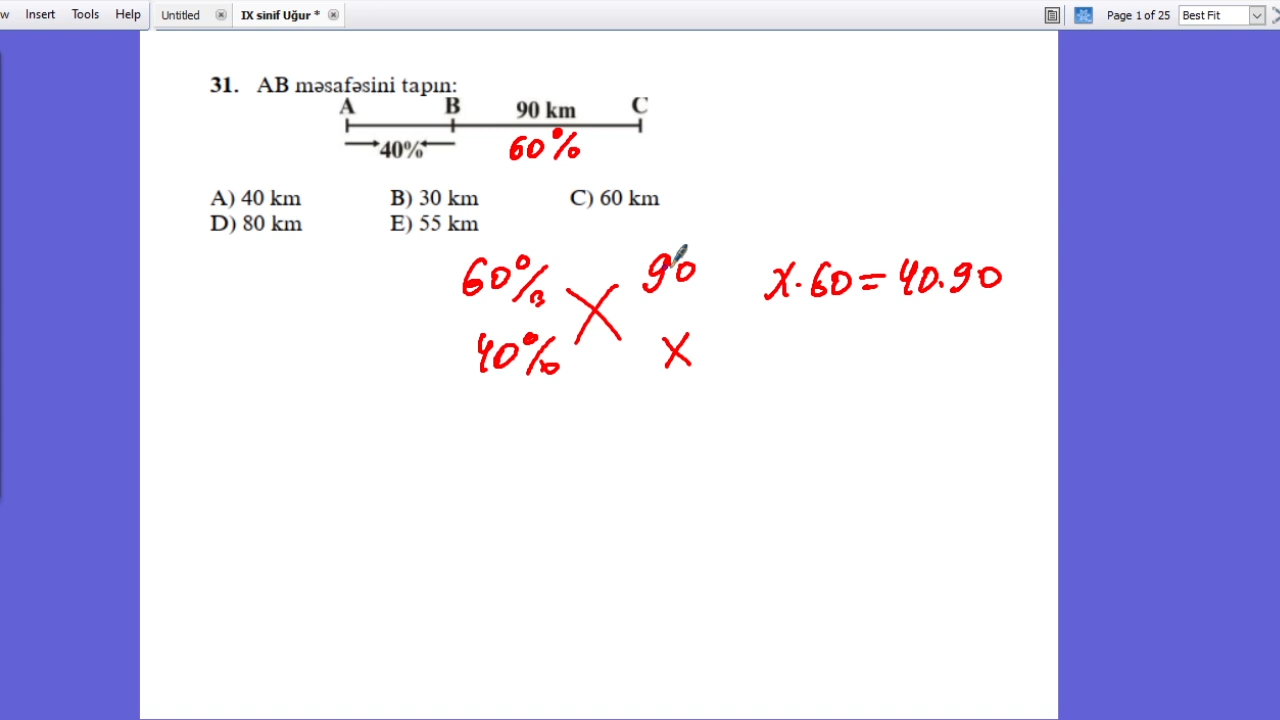 w Insert Tools Help Untitled IX sinif Uğur * Page 1 of 25 Best Fit
31. AB məsafəsini tapın:
A B 90 km C
40% 60%
A) 40 km B) 30 km C) 60 km
D) 80 km E) 55 km
60% 90 x·60=40·90
40% x